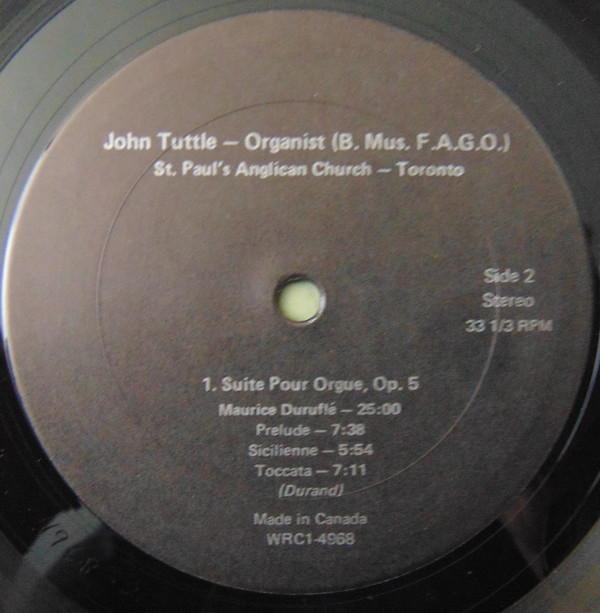 John Tuttle – Organist (B. Mus. F.A.G.O.)
St. Paul's Anglican Church – Toronto
Side 2
Stereo
33 1/3 RPM
1. Suite Pour Orgue, Op. 5
Maurice Duruflé – 25:00
Prelude – 7:38
Sicilienne – 5:54
Toccata – 7:11
(Durand)
Made in Canada
WRC1-4968